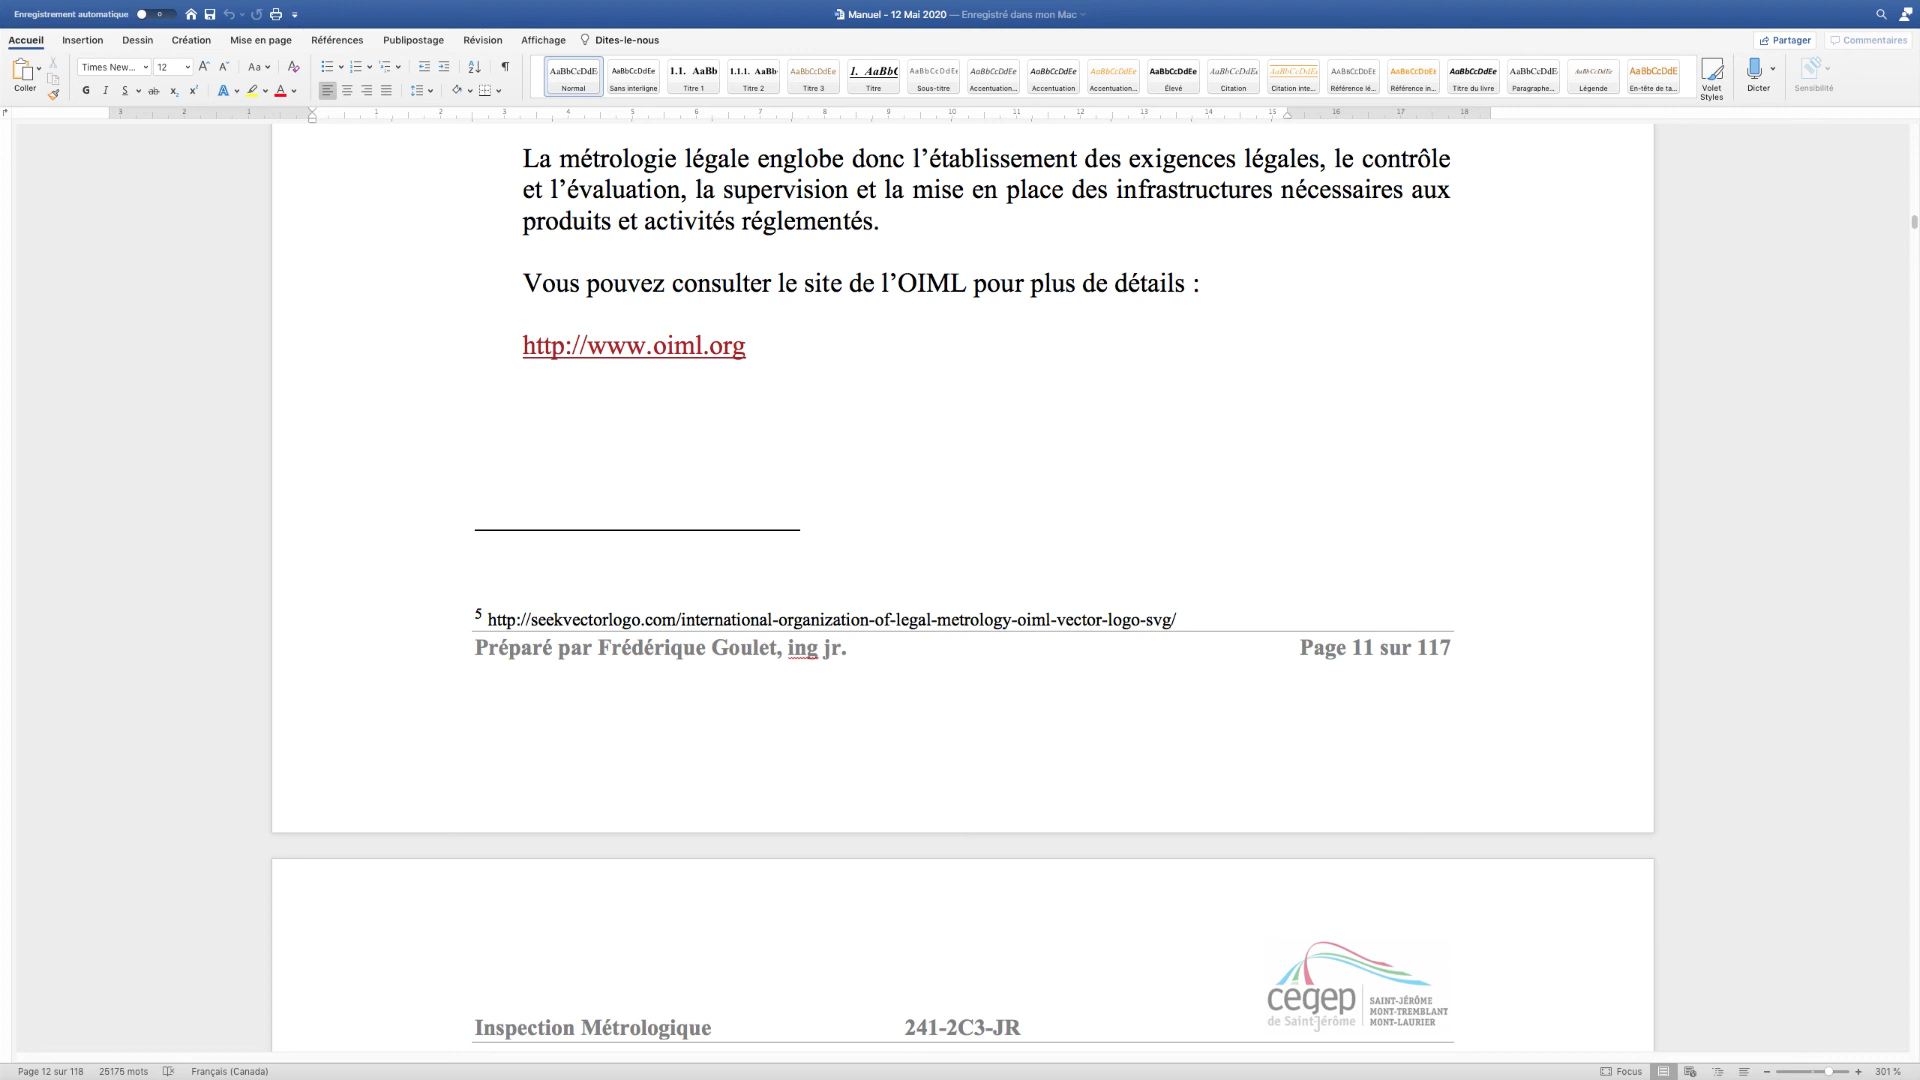 Enregistrement automatique
Manuel - 12 Mai 2020 — Enregistré dans mon Mac
Accueil Insertion Dessin Création Mise en page Références Publipostage Révision Affichage Dites-le-nous
Partager Commentaires
Coller
Times New... 12
Normal Sans interligne Titre 1 Titre 2 Titre 3 Titre Sous-titre Accentuation... Accentuation Accentuation... Élevé Citation Citation inte... Référence lé... Référence in... Titre du livre Paragraphe... Légende En-tête de ta...
Volet Styles
Dicter
Sensibilité
La métrologie légale englobe donc l’établissement des exigences légales, le contrôle
et l’évaluation, la supervision et la mise en place des infrastructures nécessaires aux
produits et activités réglementés.
Vous pouvez consulter le site de l’OIML pour plus de détails :
http://www.oiml.org
5 http://seekvectorlogo.com/international-organization-of-legal-metrology-oiml-vector-logo-svg/
Préparé par Frédérique Goulet, ing jr. Page 11 sur 117
cegep
de Saint-Jérôme
SAINT-JÉRÔME
MONT-TREMBLANT
MONT-LAURIER
Inspection Métrologique 241-2C3-JR
Page 12 sur 118 25175 mots Français (Canada) Focus 301 %